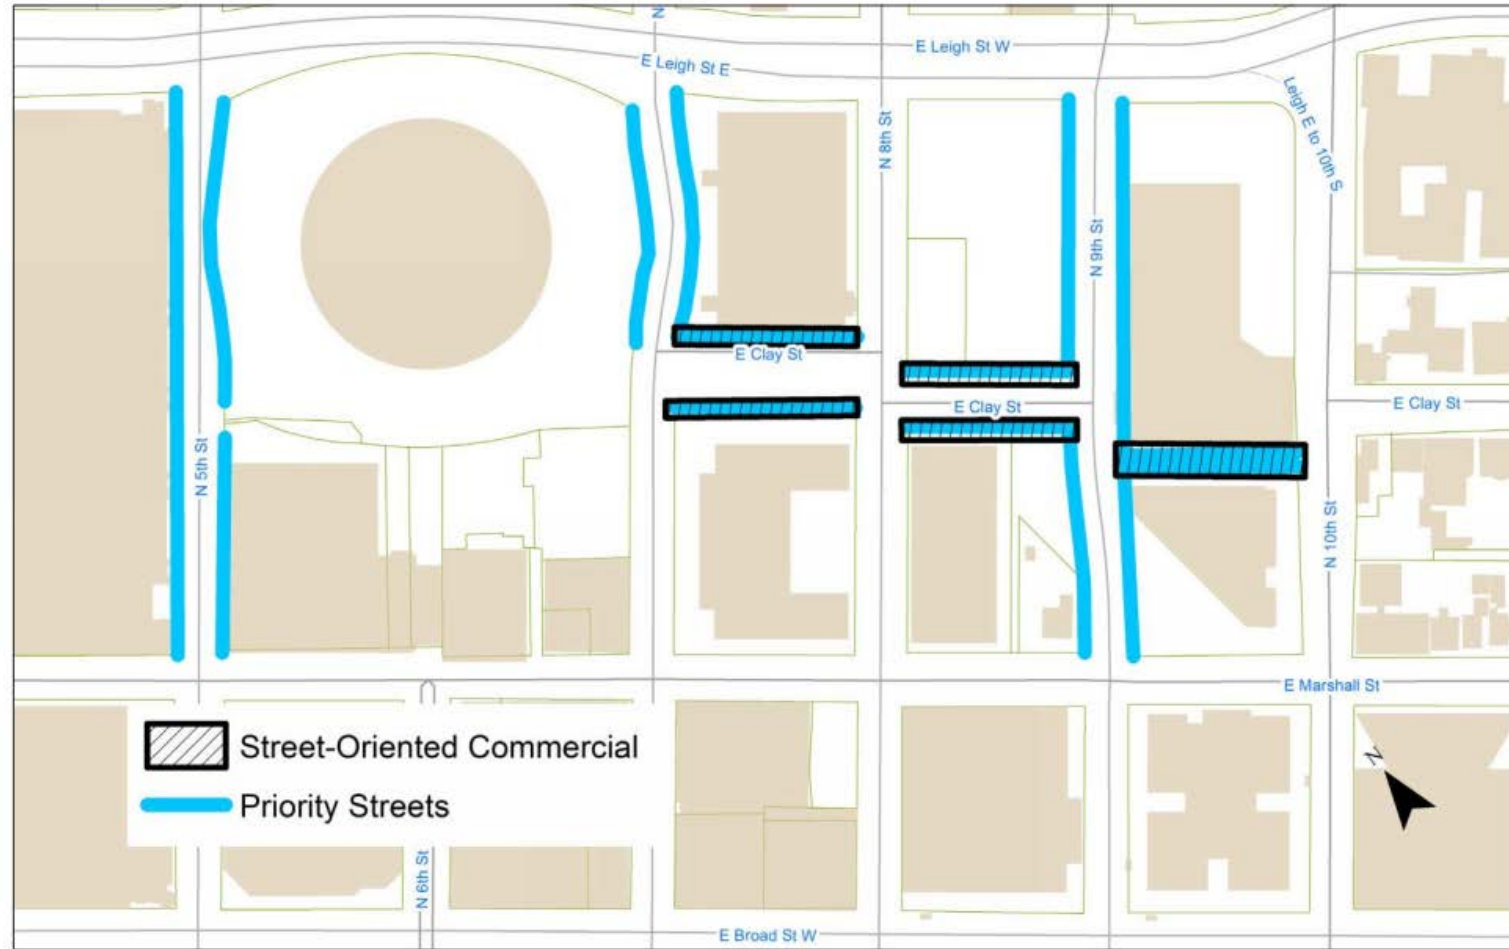 N
E Leigh St W
E Leigh St E
Leigh E to 10th S
N 8th St
N 9th St
E Clay St
E Clay St
E Clay St
N 5th St
N 10th St
E Marshall St
Street-Oriented Commercial
Priority Streets
N
N 6th St
E Broad St W